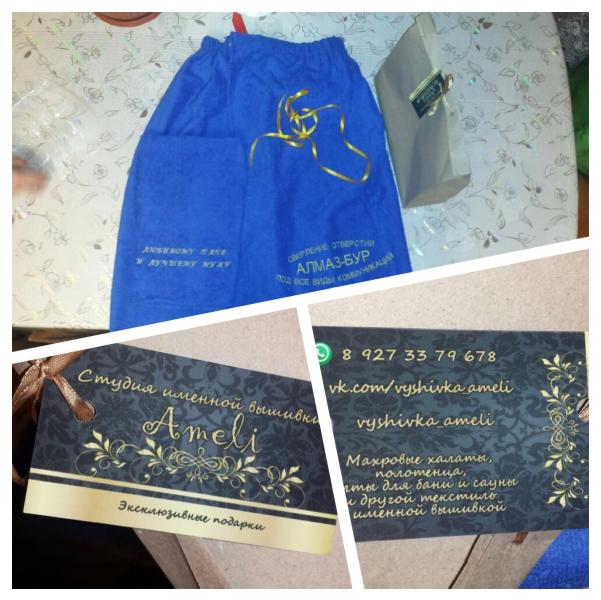 ЛЮБИМОМУ ПАПЕ
И ЛУЧШЕМУ МУЖУ
СВЕРЛЕНИЕ ОТВЕРСТИЙ
АЛМАЗ-БУР
ПОД ВСЕ ВИДЫ КОММУНИКАЦИЙ
Студия именной вышивки
Ameli
Эксклюзивные подарки
8 927 33 79 678
vk.com/vyshivka_ameli
vyshivka_ameli
Махровые халаты,
полотенца,
для бани и сауны
и другой текстиль
именной вышивкой